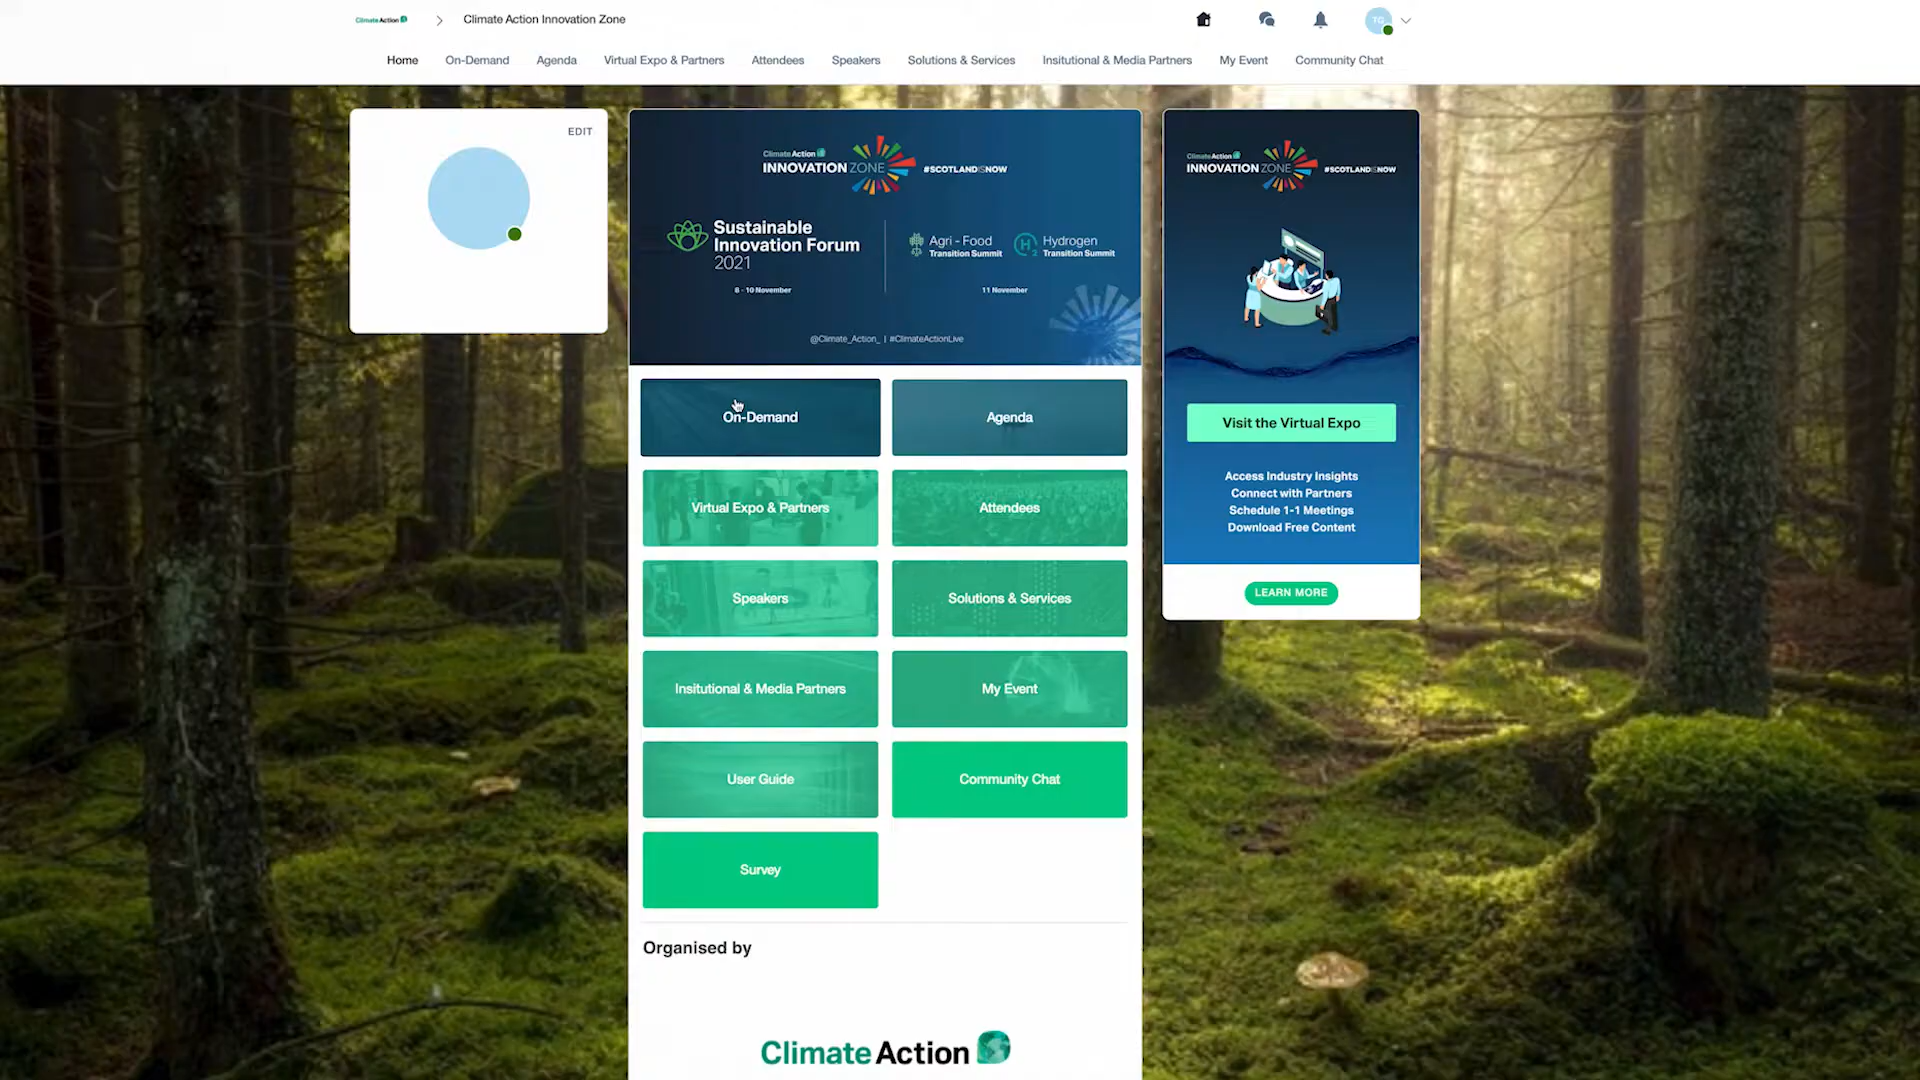 Climate Action
Climate Action Innovation Zone
TG
Home
On-Demand
Agenda
Virtual Expo & Partners
Attendees
Speakers
Solutions & Services
Insitutional & Media Partners
My Event
Community Chat
EDIT
Climate Action
INNOVATION ZONE
#SCOTLANDISNOW
Sustainable
Innovation Forum
2021
8 - 10 November
Agri - Food
Transition Summit
H2
Hydrogen
Transition Summit
11 November
@Climate_Action_ | #ClimateActionLive
On-Demand
Agenda
Virtual Expo & Partners
Attendees
Speakers
Solutions & Services
Insitutional & Media Partners
My Event
User Guide
Community Chat
Survey
Organised by
Climate Action
Climate Action
INNOVATION ZONE
#SCOTLANDISNOW
Visit the Virtual Expo
Access Industry Insights
Connect with Partners
Schedule 1-1 Meetings
Download Free Content
LEARN MORE